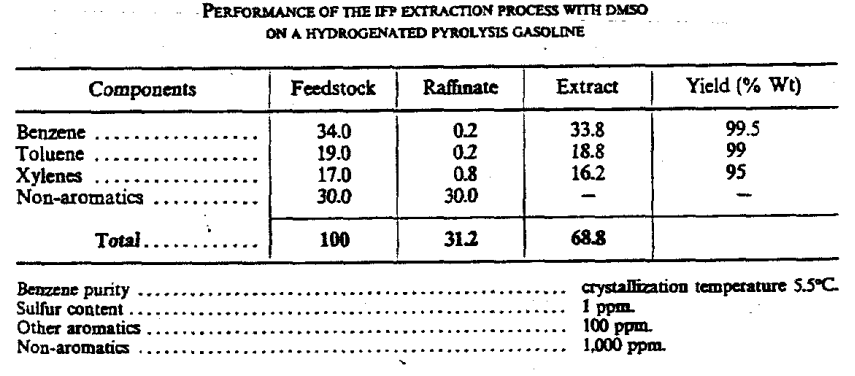 PERFORMANCE OF THE IFP EXTRACTION PROCESS WITH DMSO
ON A HYDROGENATED PYROLYSIS GASOLINE
Components Feedstock Raffinate Extract Yield (% Wt)
Benzene ................. 34.0 0.2 33.8 99.5
Toluene ................. 19.0 0.2 18.8 99
Xylenes ................. 17.0 0.8 16.2 95
Non-aromatics ........... 30.0 30.0 — —
Total............ 100 31.2 68.8
Benzene purity ................................................ crystallization temperature 5.5°C.
Sulfur content ................................................ 1 ppm.
Other aromatics ............................................... 100 ppm.
Non-aromatics ................................................ 1,000 ppm.